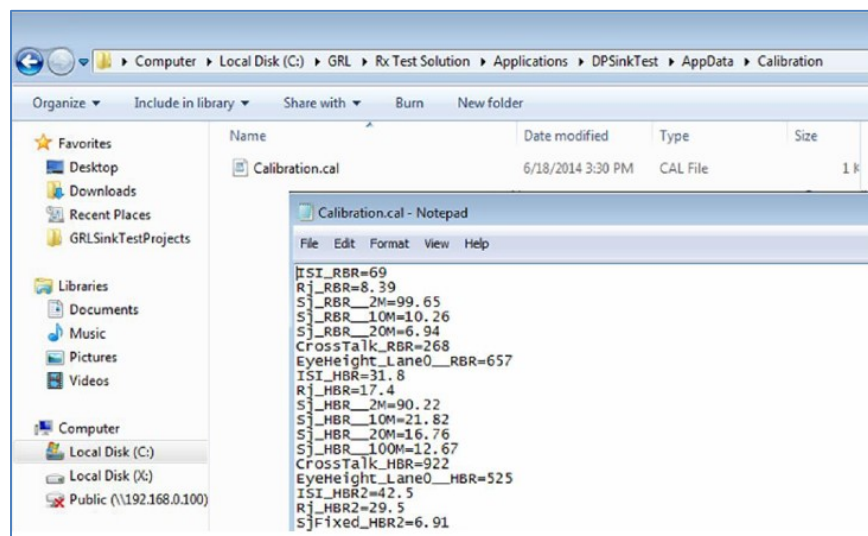 Computer ▸ Local Disk (C:) ▸ GRL ▸ Rx Test Solution ▸ Applications ▸ DPSinkTest ▸ AppData ▸ Calibration
Organize Include in library Share with Burn New folder
Name Date modified Type Size
Favorites
Desktop
Downloads
Recent Places
GRLSinkTestProjects
Libraries
Documents
Music
Pictures
Videos
Computer
Local Disk (C:)
Local Disk (X:)
Public (\\192.168.0.100)
Calibration.cal 6/18/2014 3:30 PM CAL File 1 K
Calibration.cal - Notepad
File Edit Format View Help
ISI_RBR=69
Rj_RBR=8.39
Sj_RBR__2M=99.65
Sj_RBR__10M=10.26
Sj_RBR__20M=6.94
CrossTalk_RBR=268
EyeHeight_Lane0__RBR=657
ISI_HBR=31.8
Rj_HBR=17.4
Sj_HBR__2M=90.22
Sj_HBR__10M=21.82
Sj_HBR__20M=16.76
Sj_HBR__100M=12.67
CrossTalk_HBR=922
EyeHeight_Lane0__HBR=525
ISI_HBR2=42.5
Rj_HBR2=29.5
SjFixed_HBR2=6.91